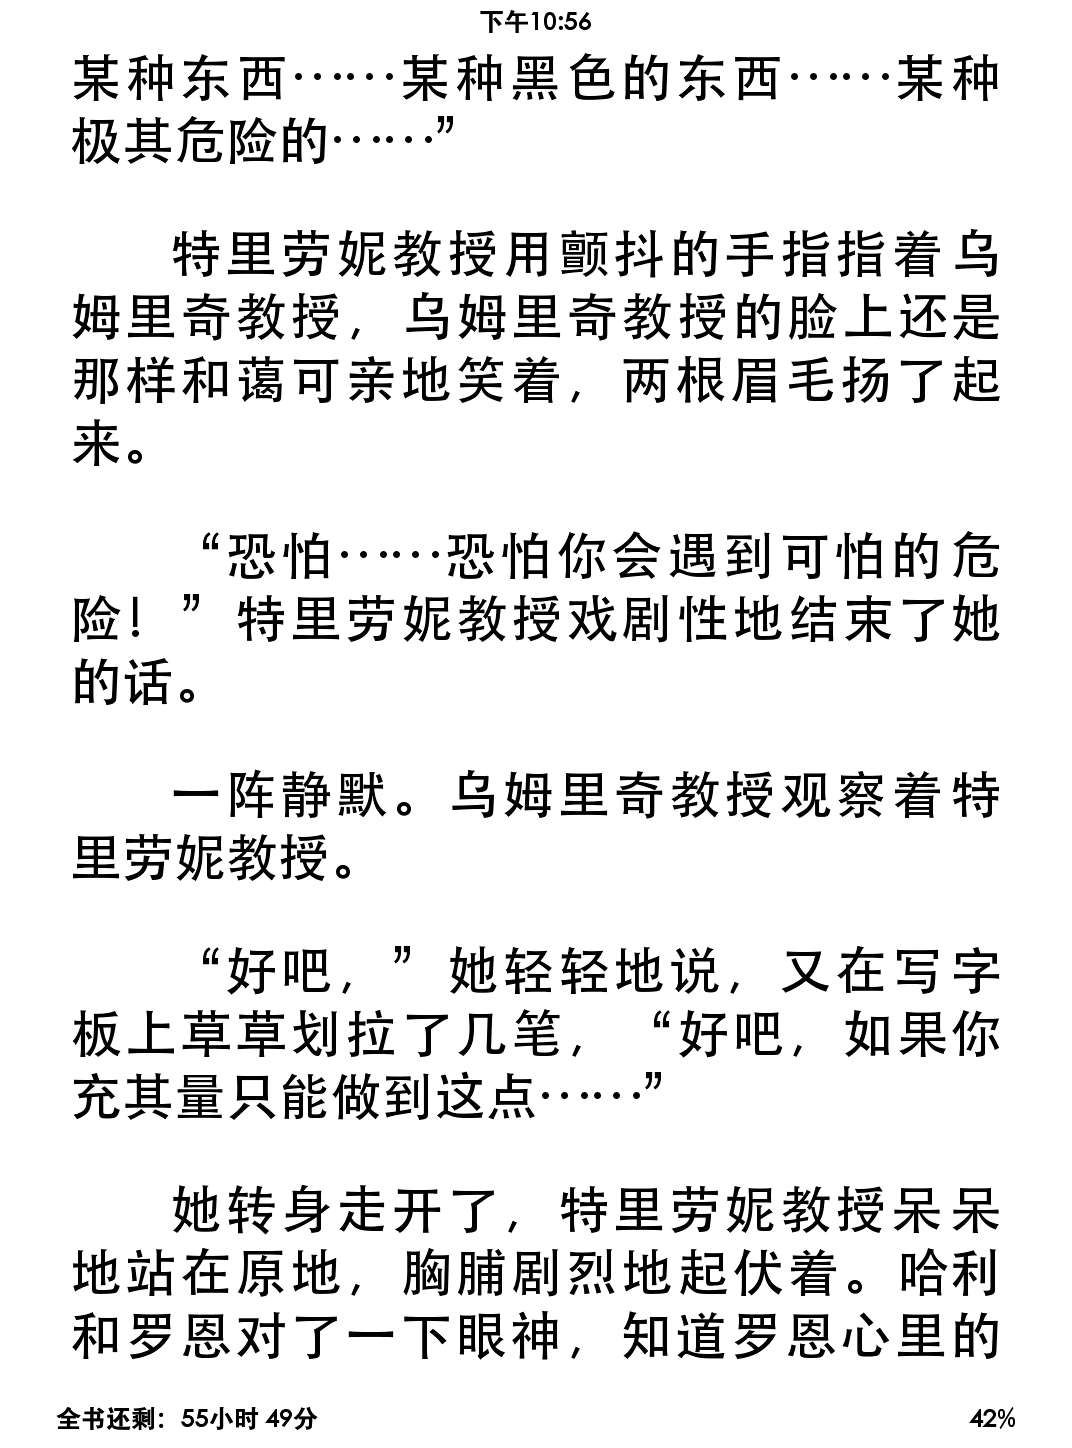 下午10:56
某种东西……某种黑色的东西……某种
极其危险的……”
特里劳妮教授用颤抖的手指指着乌
姆里奇教授，乌姆里奇教授的脸上还是
那样和蔼可亲地笑着，两根眉毛扬了起
来。
“恐怕……恐怕你会遇到可怕的危
险！”特里劳妮教授戏剧性地结束了她
的话。
一阵静默。乌姆里奇教授观察着特
里劳妮教授。
“好吧，”她轻轻地说，又在写字
板上草草划拉了几笔，“好吧，如果你
充其量只能做到这点……”
她转身走开了，特里劳妮教授呆呆
地站在原地，胸脯剧烈地起伏着。哈利
和罗恩对了一下眼神，知道罗恩心里的
全书还剩：55小时 49分
42%